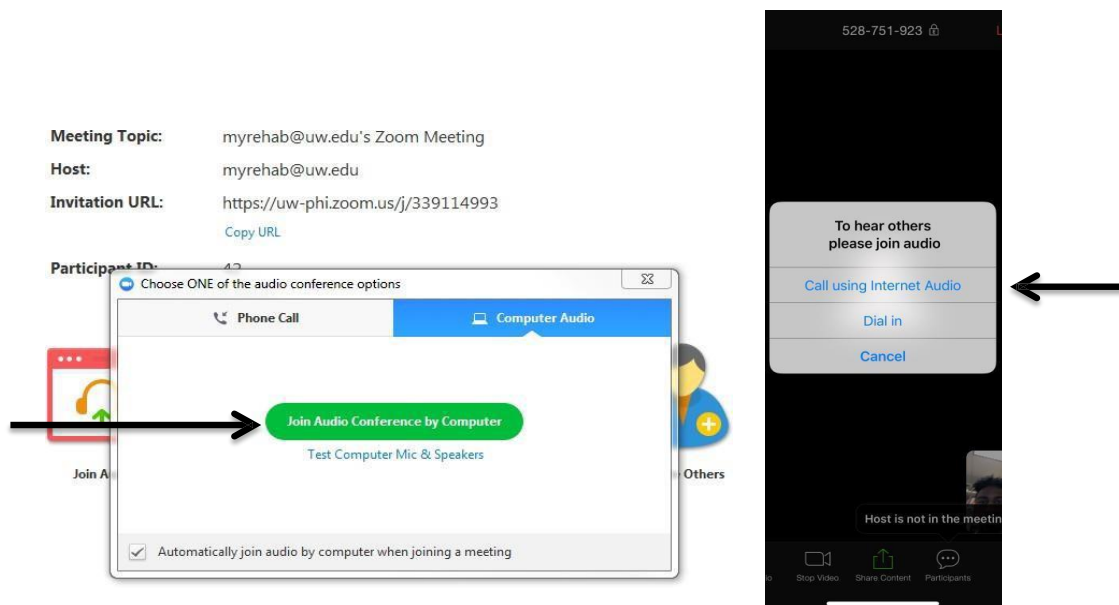 Meeting Topic: myrehab@uw.edu's Zoom Meeting
Host: myrehab@uw.edu
Invitation URL: https://uw-phi.zoom.us/j/339114993
Copy URL
Participant ID: 42
Choose ONE of the audio conference options
Phone Call
Computer Audio
Join Audio Conference by Computer
Test Computer Mic & Speakers
Join A
Others
Automatically join audio by computer when joining a meeting
528-751-923
To hear others
please join audio
Call using Internet Audio
Dial in
Cancel
Host is not in the meetin
Stop Video
Share Content
Participants